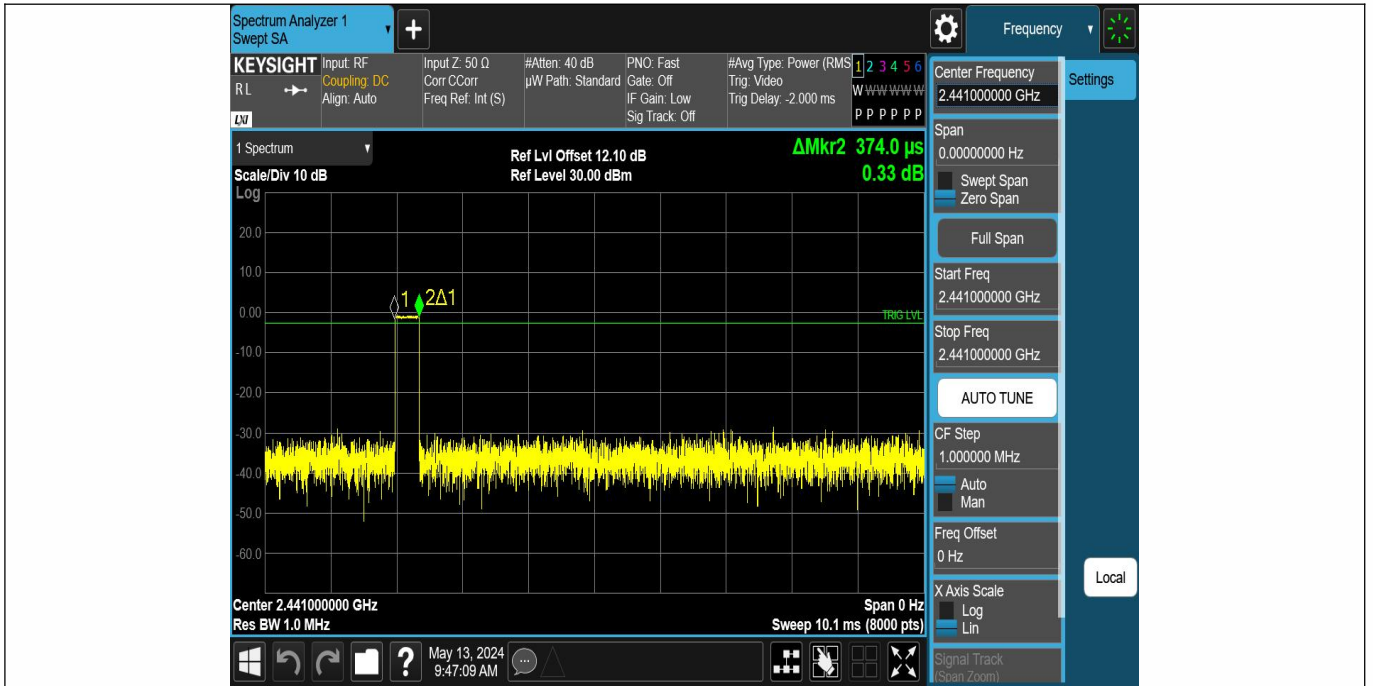 Spectrum Analyzer 1
Swept SA
+
Frequency
KEYSIGHT
RL
LXI
Input: RF
Coupling: DC
Align: Auto
Input Z: 50 Ω
Corr CCorr
Freq Ref: Int (S)
#Atten: 40 dB
µW Path: Standard
PNO: Fast
Gate: Off
IF Gain: Low
Sig Track: Off
#Avg Type: Power (RMS
Trig: Video
Trig Delay: -2.000 ms
1 2 3 4 5 6
W W W W W W
P P P P P P
1 Spectrum
Scale/Div 10 dB
Log
Ref Lvl Offset 12.10 dB
Ref Level 30.00 dBm
ΔMkr2 374.0 µs
0.33 dB
20.0
10.0
1
2Δ1
0.00
TRIG LVL
-10.0
-20.0
-30.0
-40.0
-50.0
-60.0
Center 2.441000000 GHz
Res BW 1.0 MHz
Span 0 Hz
Sweep 10.1 ms (8000 pts)
Center Frequency
2.441000000 GHz
Settings
Span
0.00000000 Hz
Swept Span
Zero Span
Full Span
Start Freq
2.441000000 GHz
Stop Freq
2.441000000 GHz
AUTO TUNE
CF Step
1.000000 MHz
Auto
Man
Freq Offset
0 Hz
X Axis Scale
Log
Lin
Signal Track
(Span Zoom)
Local
?
May 13, 2024
9:47:09 AM